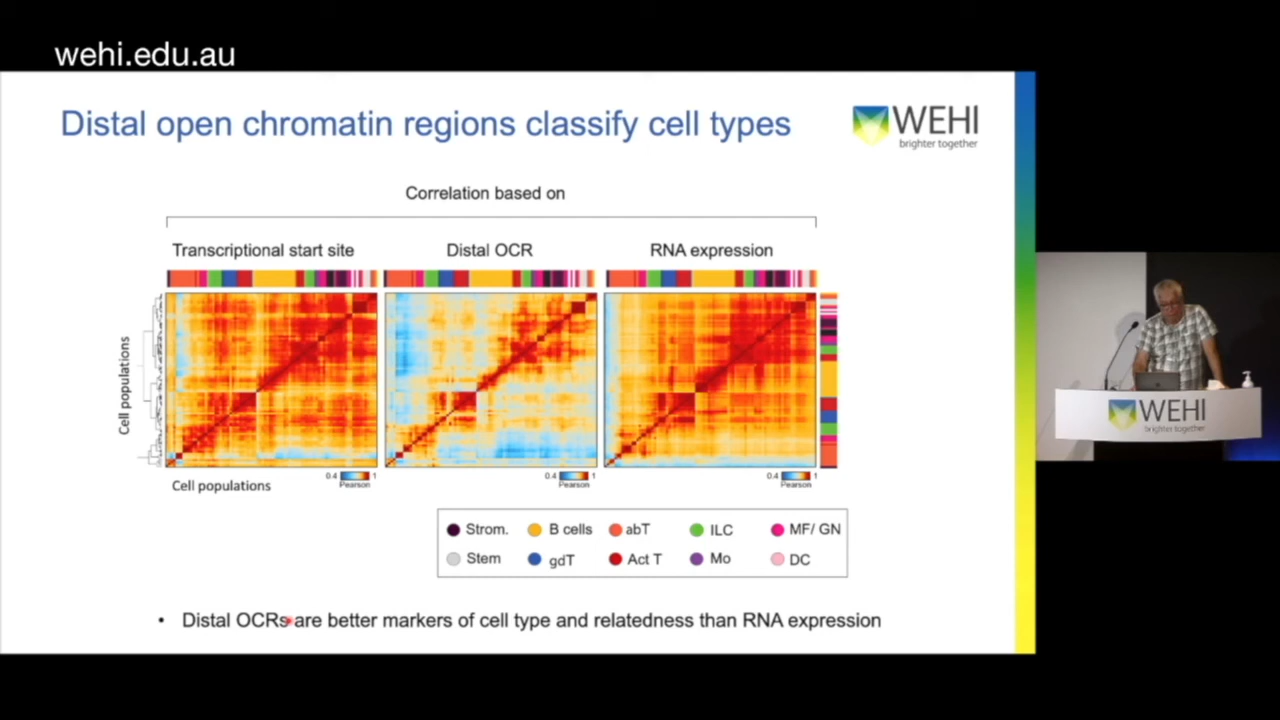 wehi.edu.au
Distal open chromatin regions classify cell types
WEHI
brighter together
Correlation based on
Transcriptional start site
Distal OCR
RNA expression
Cell populations
0.4
1
Pearson
0.4
1
Pearson
0.4
1
Pearson
Cell populations
Strom.
B cells
abT
ILC
MF/ GN
Stem
gdT
Act T
Mo
DC
• Distal OCRs are better markers of cell type and relatedness than RNA expression
WEHI
brighter together